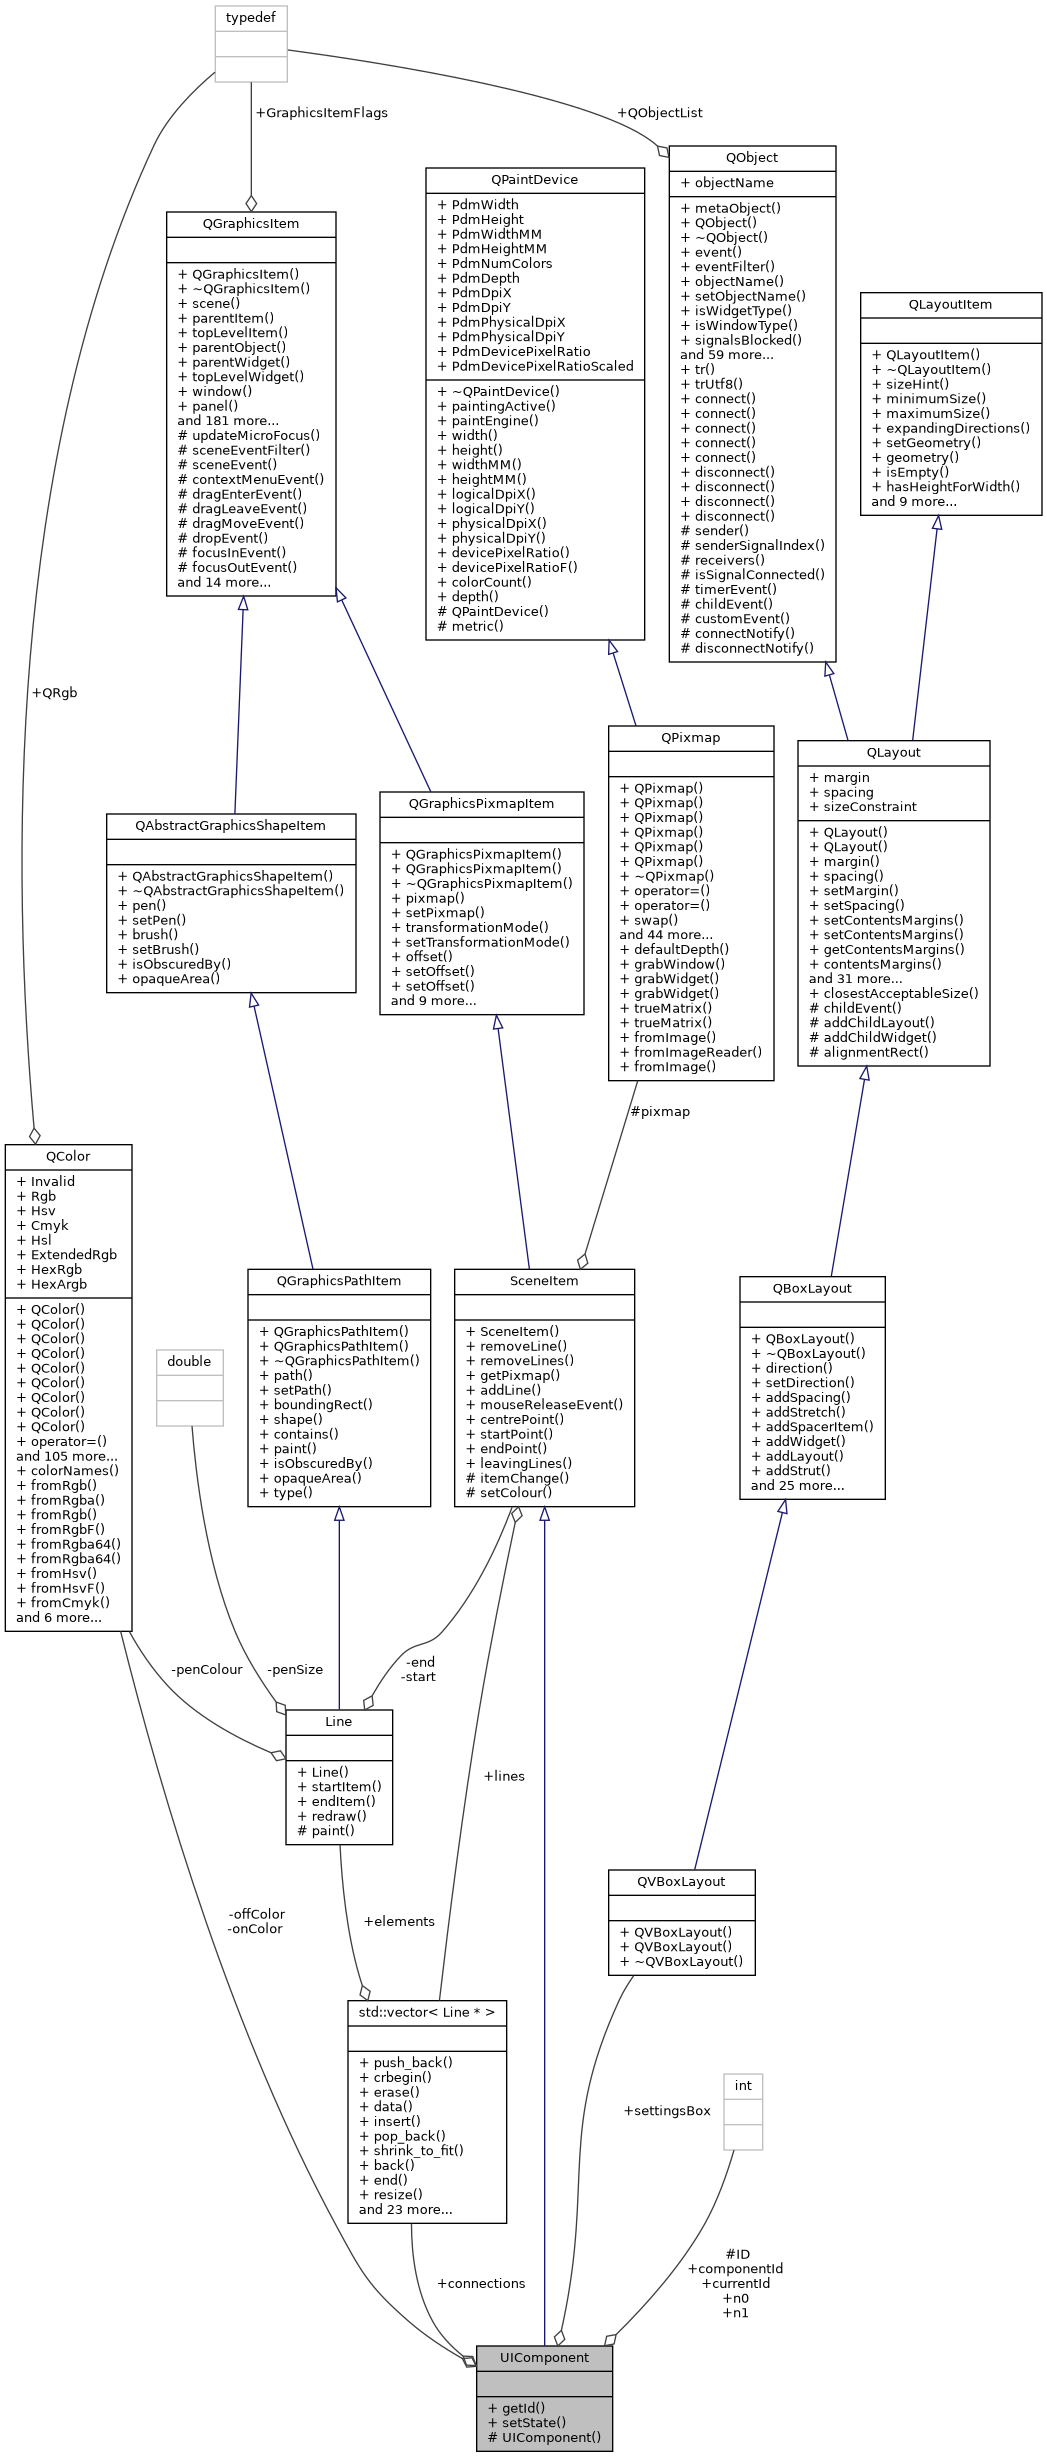 typedef
+GraphicsItemFlags
+QObjectList
QObject
+ objectName
+ metaObject()
+ QObject()
+ ~QObject()
+ event()
+ eventFilter()
+ objectName()
+ setObjectName()
+ isWidgetType()
+ isWindowType()
+ signalsBlocked()
and 59 more...
+ tr()
+ trUtf8()
+ connect()
+ connect()
+ connect()
+ connect()
+ connect()
+ disconnect()
+ disconnect()
+ disconnect()
+ disconnect()
# sender()
# senderSignalIndex()
# receivers()
# isSignalConnected()
# timerEvent()
# childEvent()
# customEvent()
# connectNotify()
# disconnectNotify()
QPaintDevice
+ PdmWidth
+ PdmHeight
+ PdmWidthMM
+ PdmHeightMM
+ PdmNumColors
+ PdmDepth
+ PdmDpiX
+ PdmDpiY
+ PdmPhysicalDpiX
+ PdmPhysicalDpiY
+ PdmDevicePixelRatio
+ PdmDevicePixelRatioScaled
+ ~QPaintDevice()
+ paintingActive()
+ paintEngine()
+ width()
+ height()
+ widthMM()
+ heightMM()
+ logicalDpiX()
+ logicalDpiY()
+ physicalDpiX()
+ physicalDpiY()
+ devicePixelRatio()
+ devicePixelRatioF()
+ colorCount()
+ depth()
# QPaintDevice()
# metric()
QGraphicsItem
+ QGraphicsItem()
+ ~QGraphicsItem()
+ scene()
+ parentItem()
+ topLevelItem()
+ parentObject()
+ parentWidget()
+ topLevelWidget()
+ window()
+ panel()
and 181 more...
# updateMicroFocus()
# sceneEventFilter()
# sceneEvent()
# contextMenuEvent()
# dragEnterEvent()
# dragLeaveEvent()
# dragMoveEvent()
# dropEvent()
# focusInEvent()
# focusOutEvent()
and 14 more...
QLayoutItem
+ QLayoutItem()
+ ~QLayoutItem()
+ sizeHint()
+ minimumSize()
+ maximumSize()
+ expandingDirections()
+ setGeometry()
+ geometry()
+ isEmpty()
+ hasHeightForWidth()
and 9 more...
+QRgb
QPixmap
+ QPixmap()
+ QPixmap()
+ QPixmap()
+ QPixmap()
+ QPixmap()
+ QPixmap()
+ ~QPixmap()
+ operator=()
+ operator=()
+ swap()
and 44 more...
+ defaultDepth()
+ grabWindow()
+ grabWidget()
+ grabWidget()
+ trueMatrix()
+ trueMatrix()
+ fromImage()
+ fromImageReader()
+ fromImage()
QLayout
+ margin
+ spacing
+ sizeConstraint
+ QLayout()
+ QLayout()
+ margin()
+ spacing()
+ setMargin()
+ setSpacing()
+ setContentsMargins()
+ setContentsMargins()
+ getContentsMargins()
+ contentsMargins()
and 31 more...
+ closestAcceptableSize()
# childEvent()
# addChildLayout()
# addChildWidget()
# alignmentRect()
QGraphicsPixmapItem
+ QGraphicsPixmapItem()
+ QGraphicsPixmapItem()
+ ~QGraphicsPixmapItem()
+ pixmap()
+ setPixmap()
+ transformationMode()
+ setTransformationMode()
+ offset()
+ setOffset()
+ setOffset()
and 9 more...
QAbstractGraphicsShapeItem
+ QAbstractGraphicsShapeItem()
+ ~QAbstractGraphicsShapeItem()
+ pen()
+ setPen()
+ brush()
+ setBrush()
+ isObscuredBy()
+ opaqueArea()
#pixmap
QColor
+ Invalid
+ Rgb
+ Hsv
+ Cmyk
+ Hsl
+ ExtendedRgb
+ HexRgb
+ HexArgb
+ QColor()
+ QColor()
+ QColor()
+ QColor()
+ QColor()
+ QColor()
+ QColor()
+ QColor()
+ QColor()
+ operator=()
and 105 more...
+ colorNames()
+ fromRgb()
+ fromRgba()
+ fromRgb()
+ fromRgbF()
+ fromRgba64()
+ fromRgba64()
+ fromHsv()
+ fromHsvF()
+ fromCmyk()
and 6 more...
double
QGraphicsPathItem
+ QGraphicsPathItem()
+ QGraphicsPathItem()
+ ~QGraphicsPathItem()
+ path()
+ setPath()
+ boundingRect()
+ shape()
+ contains()
+ paint()
+ isObscuredBy()
+ opaqueArea()
+ type()
SceneItem
+ SceneItem()
+ removeLine()
+ removeLines()
+ getPixmap()
+ addLine()
+ mouseReleaseEvent()
+ centrePoint()
+ startPoint()
+ endPoint()
+ leavingLines()
# itemChange()
# setColour()
QBoxLayout
+ QBoxLayout()
+ ~QBoxLayout()
+ direction()
+ setDirection()
+ addSpacing()
+ addStretch()
+ addSpacerItem()
+ addWidget()
+ addLayout()
+ addStrut()
and 25 more...
-penColour
-penSize
-end
-start
Line
+ Line()
+ startItem()
+ endItem()
+ redraw()
# paint()
+lines
-offColor
-onColor
+elements
QVBoxLayout
+ QVBoxLayout()
+ QVBoxLayout()
+ ~QVBoxLayout()
std::vector< Line * >
+ push_back()
+ crbegin()
+ erase()
+ data()
+ insert()
+ pop_back()
+ shrink_to_fit()
+ back()
+ end()
+ resize()
and 23 more...
+settingsBox
int
+connections
#ID
+componentId
+currentId
+n0
+n1
UIComponent
+ getId()
+ setState()
# UIComponent()